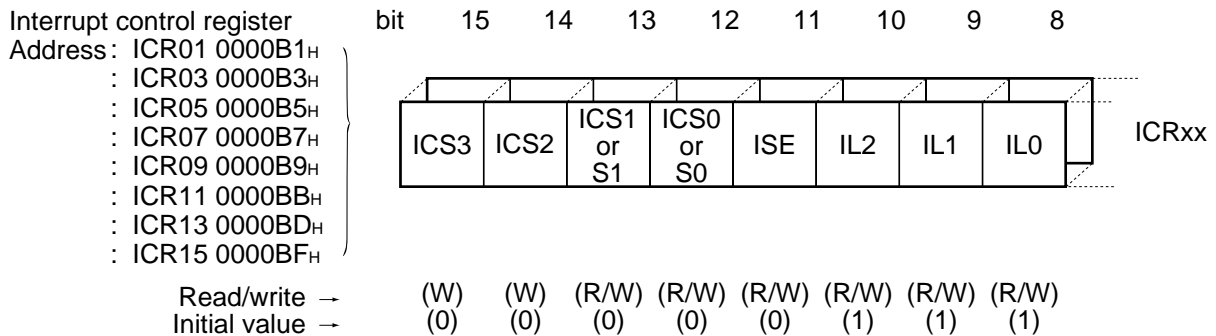 Interrupt control register bit 15 14 13 12 11 10 9 8
Address : ICR01 0000B1H
: ICR03 0000B3H
: ICR05 0000B5H
: ICR07 0000B7H
: ICR09 0000B9H
: ICR11 0000BBH
: ICR13 0000BDH
: ICR15 0000BFH
ICS3 ICS2 ICS1 or S1 ICS0 or S0 ISE IL2 IL1 IL0
ICRxx
Read/write → (W) (W) (R/W) (R/W) (R/W) (R/W) (R/W) (R/W)
Initial value → (0) (0) (0) (0) (0) (1) (1) (1)